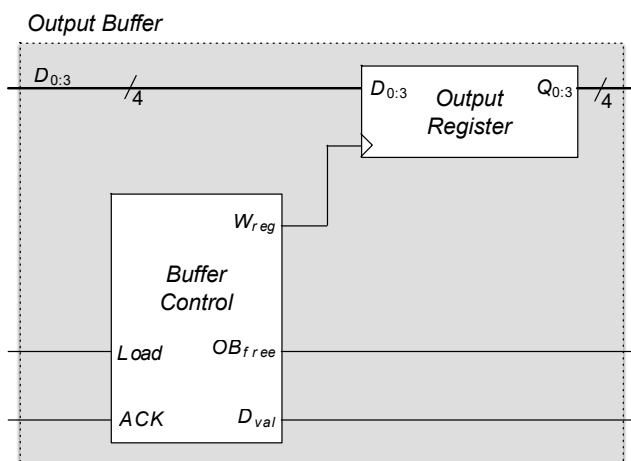 Output Buffer
D0:3
4
D0:3
Output
Register
Q0:3
4
Wreg
Buffer
Control
Load
OBfree
ACK
Dval